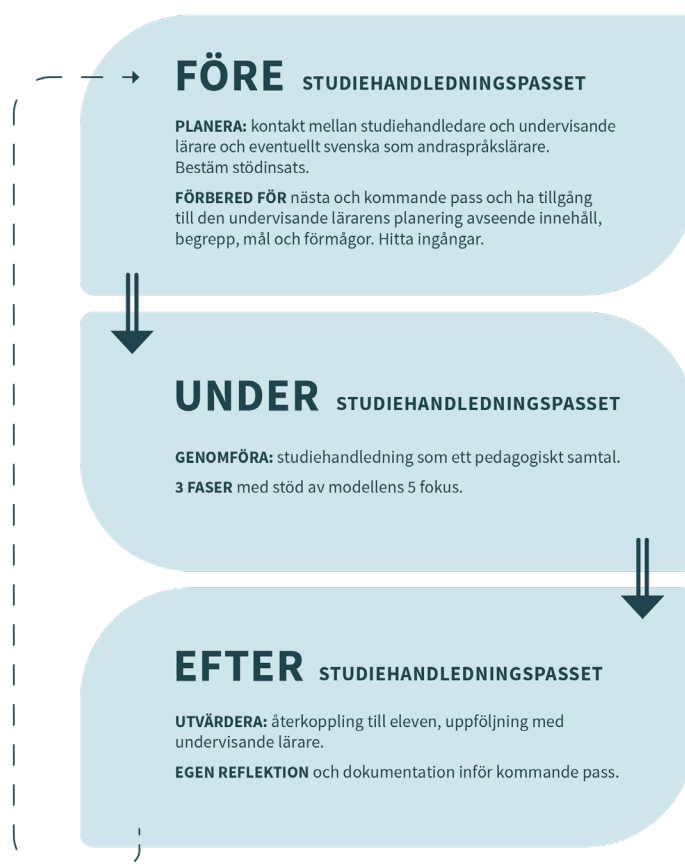 FÖRE STUDIEHANDLEDNINGSPASSET
PLANERA: kontakt mellan studiehandledare och undervisande
lärare och eventuellt svenska som andraspråkslärare.
Bestäm stödinsats.
FÖRBERED FÖR nästa och kommande pass och ha tillgång
till den undervisande lärarens planering avseende innehåll,
begrepp, mål och förmågor. Hitta ingångar.
UNDER STUDIEHANDLEDNINGSPASSET
GENOMFÖRA: studiehandledning som ett pedagogiskt samtal.
3 FASER med stöd av modellens 5 fokus.
EFTER STUDIEHANDLEDNINGSPASSET
UTVÄRDERA: återkoppling till eleven, uppföljning med
undervisande lärare.
EGEN REFLEKTION och dokumentation inför kommande pass.